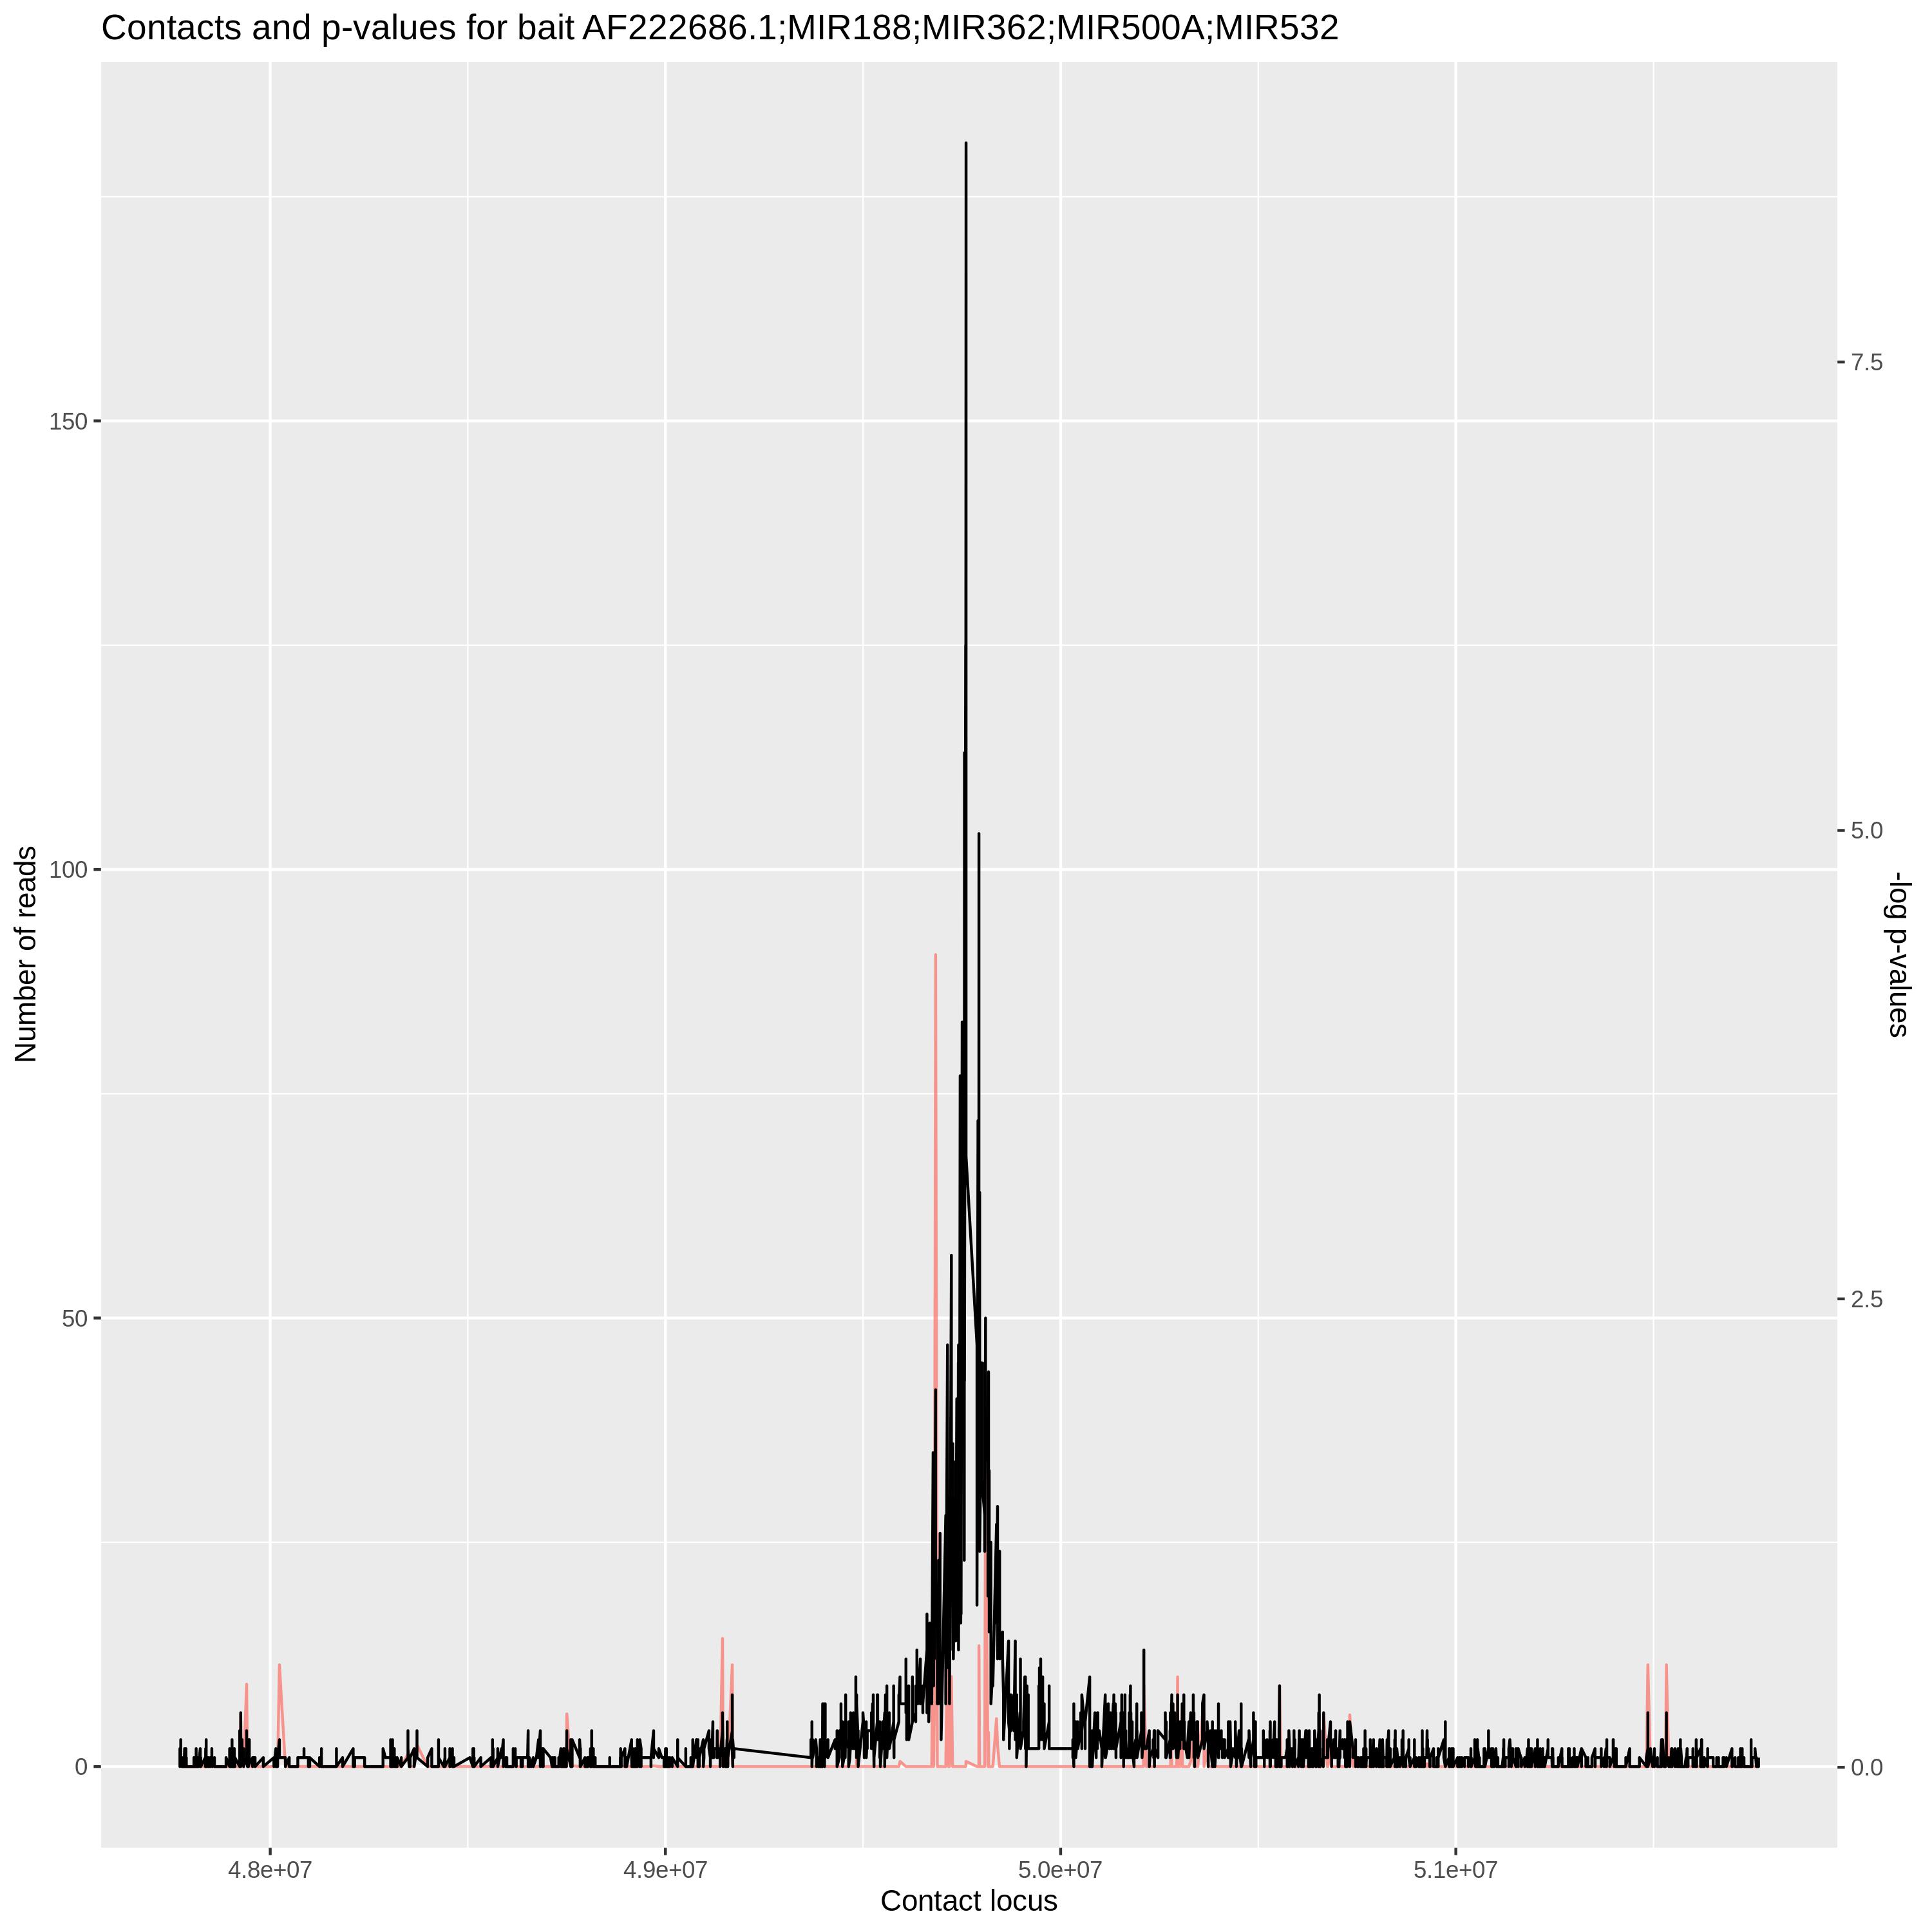 Contacts and p-values for bait AF222686.1;MIR188;MIR362;MIR500A;MIR532
Number of reads
150
100
50
0
7.5
5.0
2.5
0.0
-log p-values
4.8e+07
4.9e+07
5.0e+07
5.1e+07
Contact locus